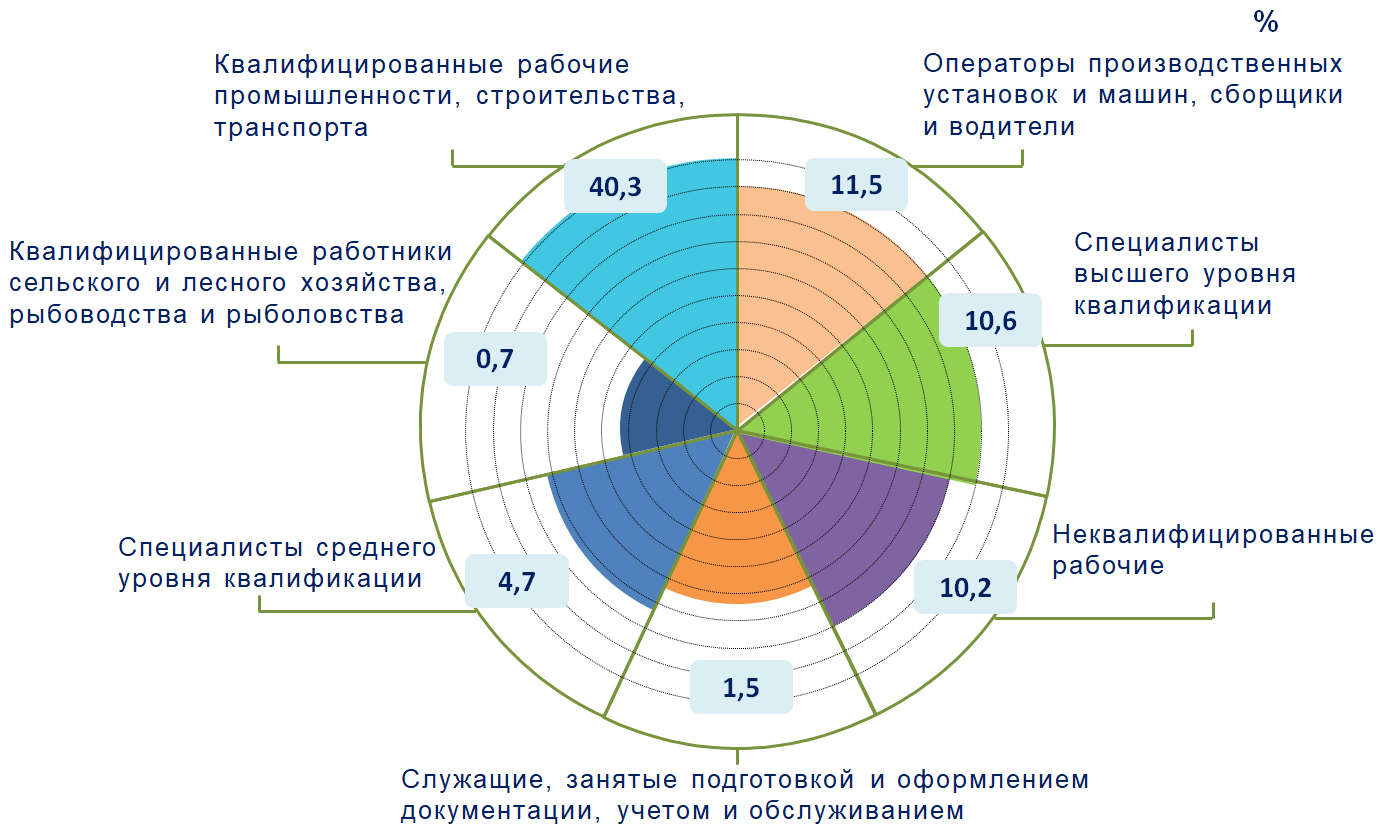 %
Квалифицированные рабочие
промышленности, строительства,
транспорта
Операторы производственных
установок и машин, сборщики
и водители
40,3
11,5
Квалифицированные работники
сельского и лесного хозяйства,
рыбоводства и рыболовства
Специалисты
высшего уровня
квалификации
0,7
10,6
Специалисты среднего
уровня квалификации
Неквалифицированные
рабочие
4,7
10,2
1,5
Служащие, занятые подготовкой и оформлением
документации, учетом и обслуживанием